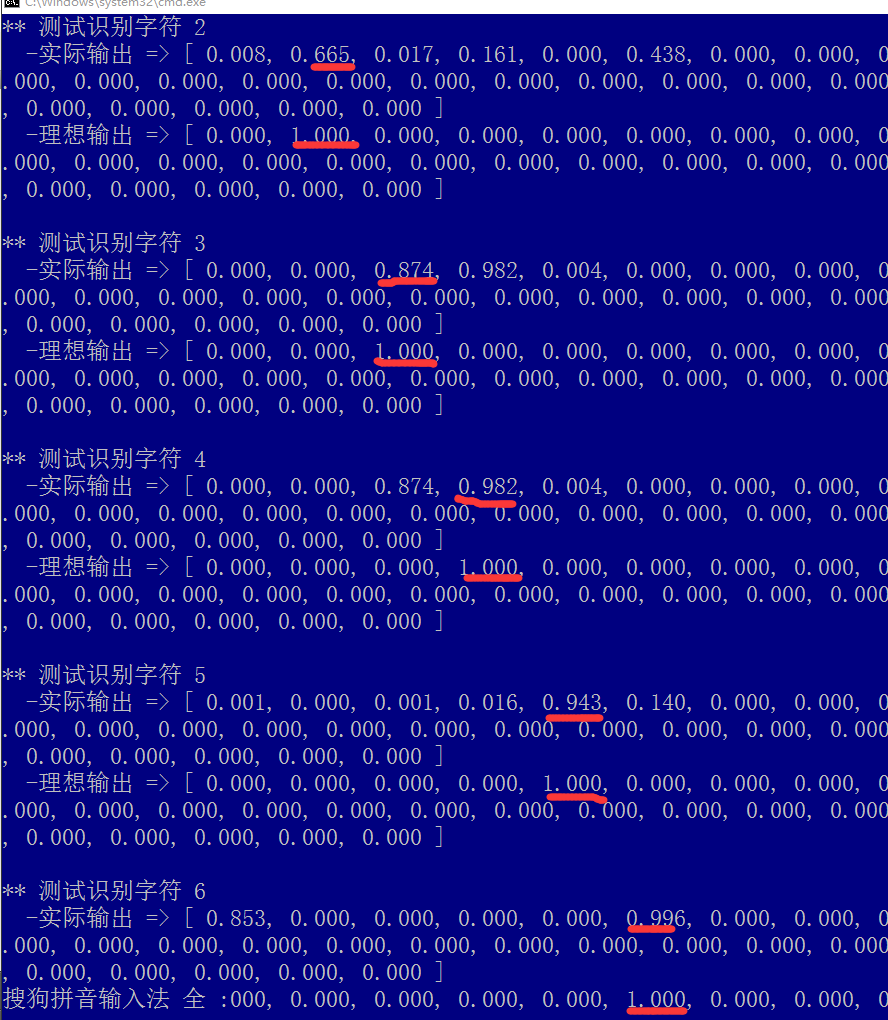 C:\Windows\system32\cmd.exe
** 测试识别字符 2
-实际输出 => [ 0.008, 0.665, 0.017, 0.161, 0.000, 0.438, 0.000, 0.000, 0
.000, 0.000, 0.000, 0.000, 0.000, 0.000, 0.000, 0.000, 0.000, 0.000, 0.000
, 0.000, 0.000, 0.000, 0.000, 0.000 ]
-理想输出 => [ 0.000, 1.000, 0.000, 0.000, 0.000, 0.000, 0.000, 0.000, 0
.000, 0.000, 0.000, 0.000, 0.000, 0.000, 0.000, 0.000, 0.000, 0.000, 0.000
, 0.000, 0.000, 0.000, 0.000, 0.000 ]
** 测试识别字符 3
-实际输出 => [ 0.000, 0.000, 0.874, 0.982, 0.004, 0.000, 0.000, 0.000, 0
.000, 0.000, 0.000, 0.000, 0.000, 0.000, 0.000, 0.000, 0.000, 0.000, 0.000
, 0.000, 0.000, 0.000, 0.000, 0.000 ]
-理想输出 => [ 0.000, 0.000, 1.000, 0.000, 0.000, 0.000, 0.000, 0.000, 0
.000, 0.000, 0.000, 0.000, 0.000, 0.000, 0.000, 0.000, 0.000, 0.000, 0.000
, 0.000, 0.000, 0.000, 0.000, 0.000 ]
** 测试识别字符 4
-实际输出 => [ 0.000, 0.000, 0.874, 0.982, 0.004, 0.000, 0.000, 0.000, 0
.000, 0.000, 0.000, 0.000, 0.000, 0.000, 0.000, 0.000, 0.000, 0.000, 0.000
, 0.000, 0.000, 0.000, 0.000, 0.000 ]
-理想输出 => [ 0.000, 0.000, 0.000, 1.000, 0.000, 0.000, 0.000, 0.000, 0
.000, 0.000, 0.000, 0.000, 0.000, 0.000, 0.000, 0.000, 0.000, 0.000, 0.000
, 0.000, 0.000, 0.000, 0.000, 0.000 ]
** 测试识别字符 5
-实际输出 => [ 0.001, 0.000, 0.001, 0.016, 0.943, 0.140, 0.000, 0.000, 0
.000, 0.000, 0.000, 0.000, 0.000, 0.000, 0.000, 0.000, 0.000, 0.000, 0.000
, 0.000, 0.000, 0.000, 0.000, 0.000 ]
-理想输出 => [ 0.000, 0.000, 0.000, 0.000, 1.000, 0.000, 0.000, 0.000, 0
.000, 0.000, 0.000, 0.000, 0.000, 0.000, 0.000, 0.000, 0.000, 0.000, 0.000
, 0.000, 0.000, 0.000, 0.000, 0.000 ]
** 测试识别字符 6
-实际输出 => [ 0.853, 0.000, 0.000, 0.000, 0.000, 0.996, 0.000, 0.000, 0
.000, 0.000, 0.000, 0.000, 0.000, 0.000, 0.000, 0.000, 0.000, 0.000, 0.000
, 0.000, 0.000, 0.000, 0.000, 0.000 ]
搜狗拼音输入法 全 :000, 0.000, 0.000, 0.000, 0.000, 1.000, 0.000, 0.000, 0